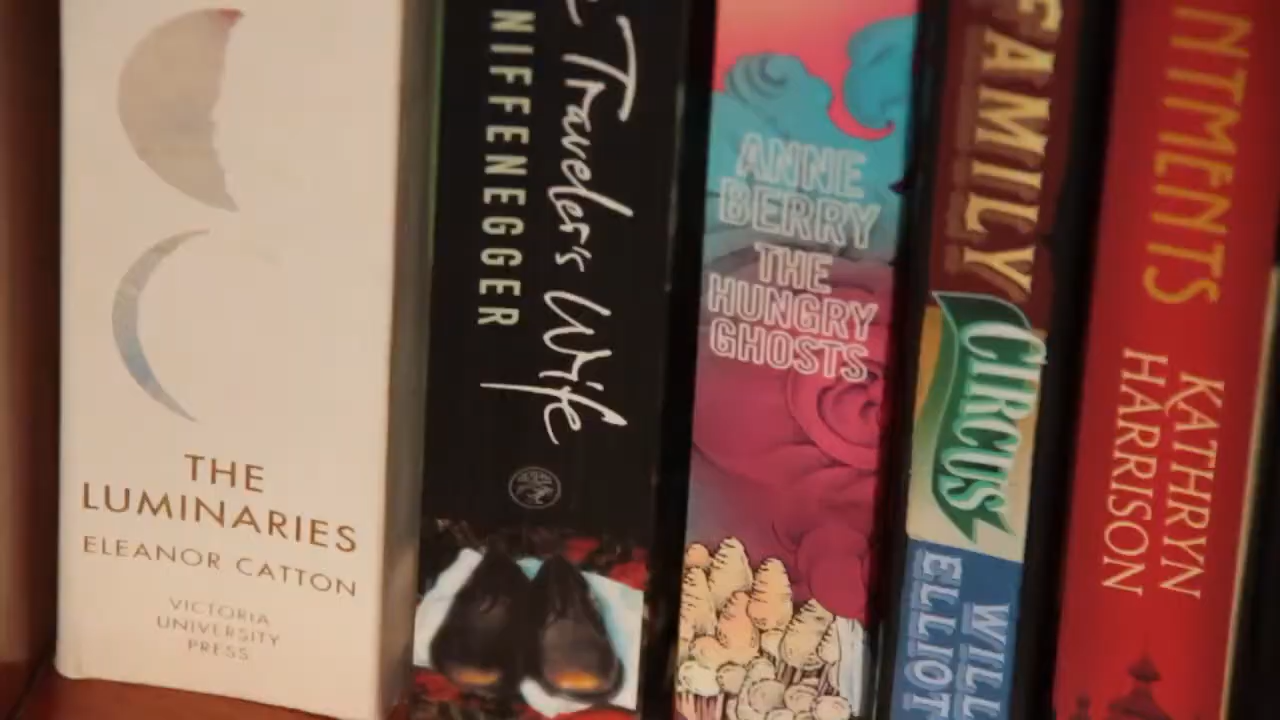 THE
LUMINARIES
ELEANOR CATTON
VICTORIA
UNIVERSITY
PRESS
Traveler's Wife
NIFFENEGGER
ANNE
BERRY
THE
HUNGRY
GHOSTS
FAMILY
CIRCUS
WILL
ELLIOT
NTMENTS
KATHRYN
HARRISON